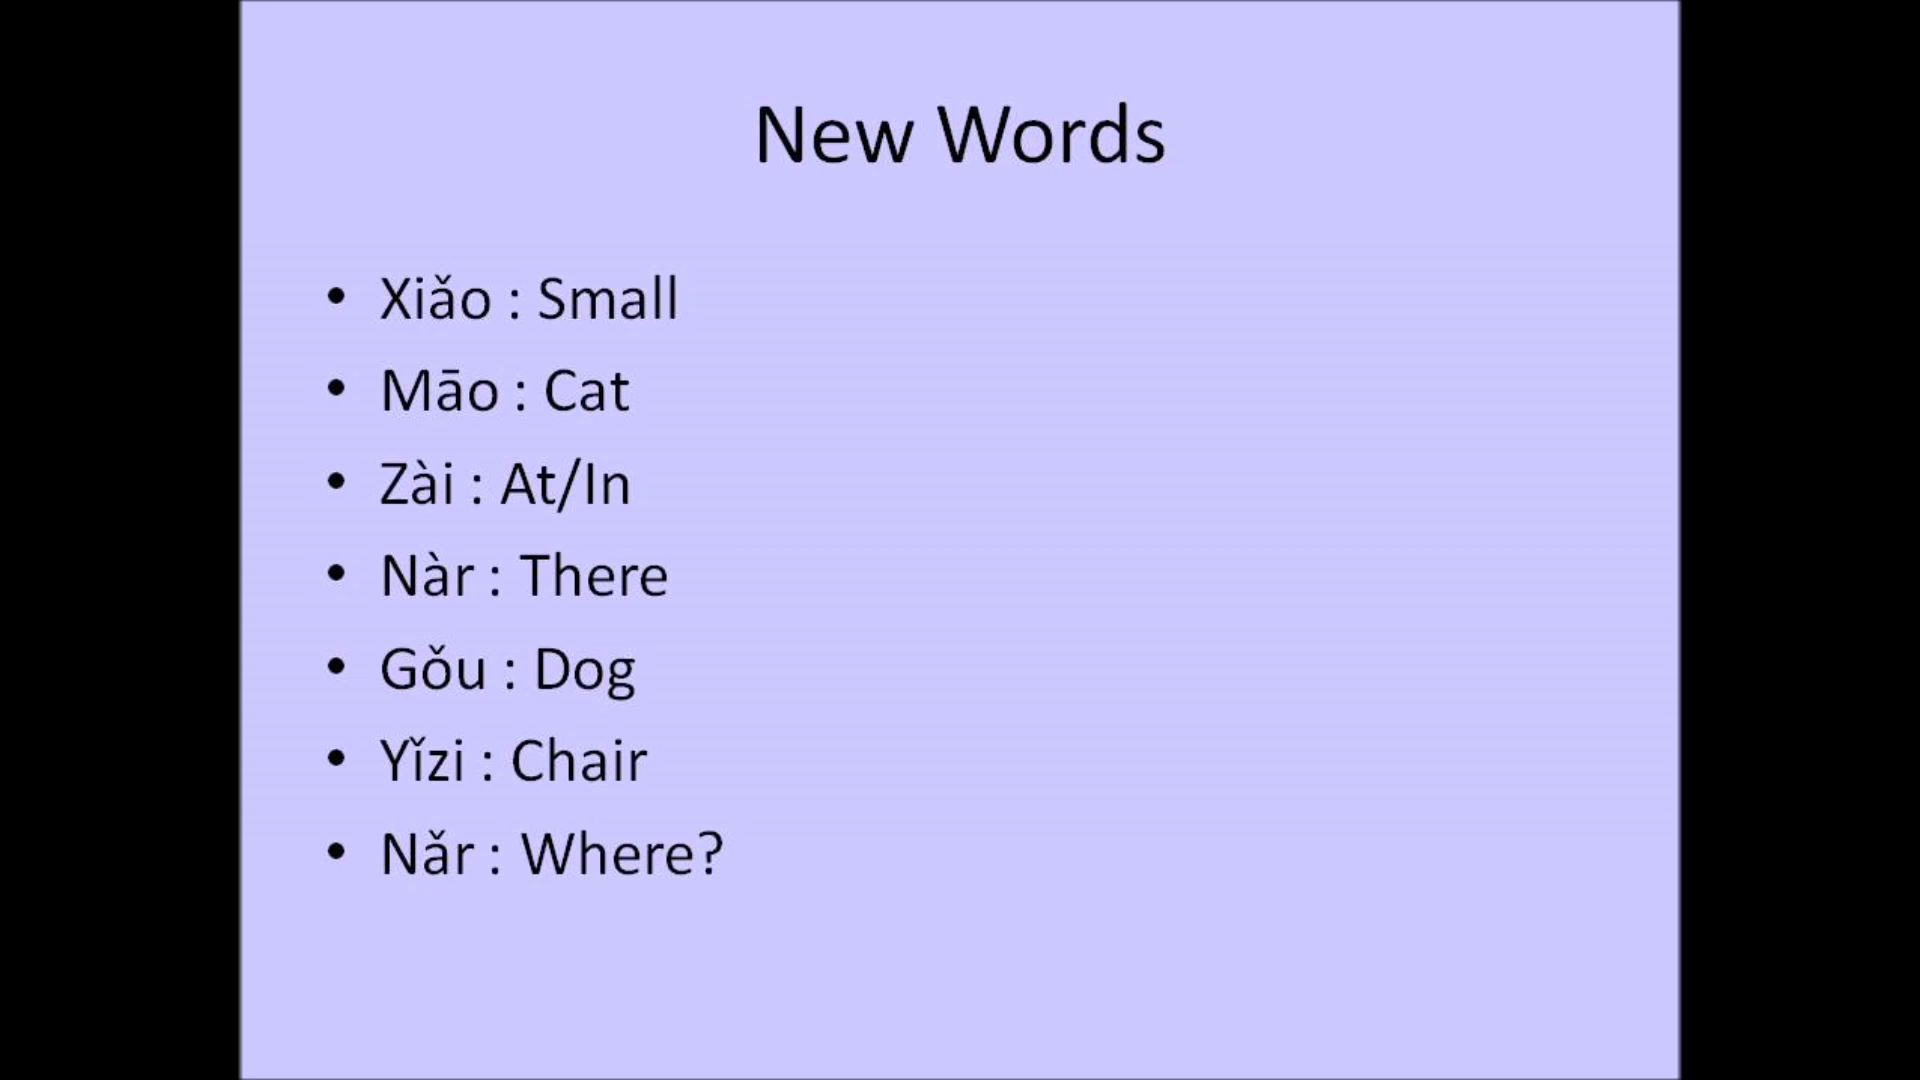 New Words
• Xiǎo : Small
• Māo : Cat
• Zài : At/In
• Nàr : There
• Gǒu : Dog
• Yǐzi : Chair
• Nǎr : Where?